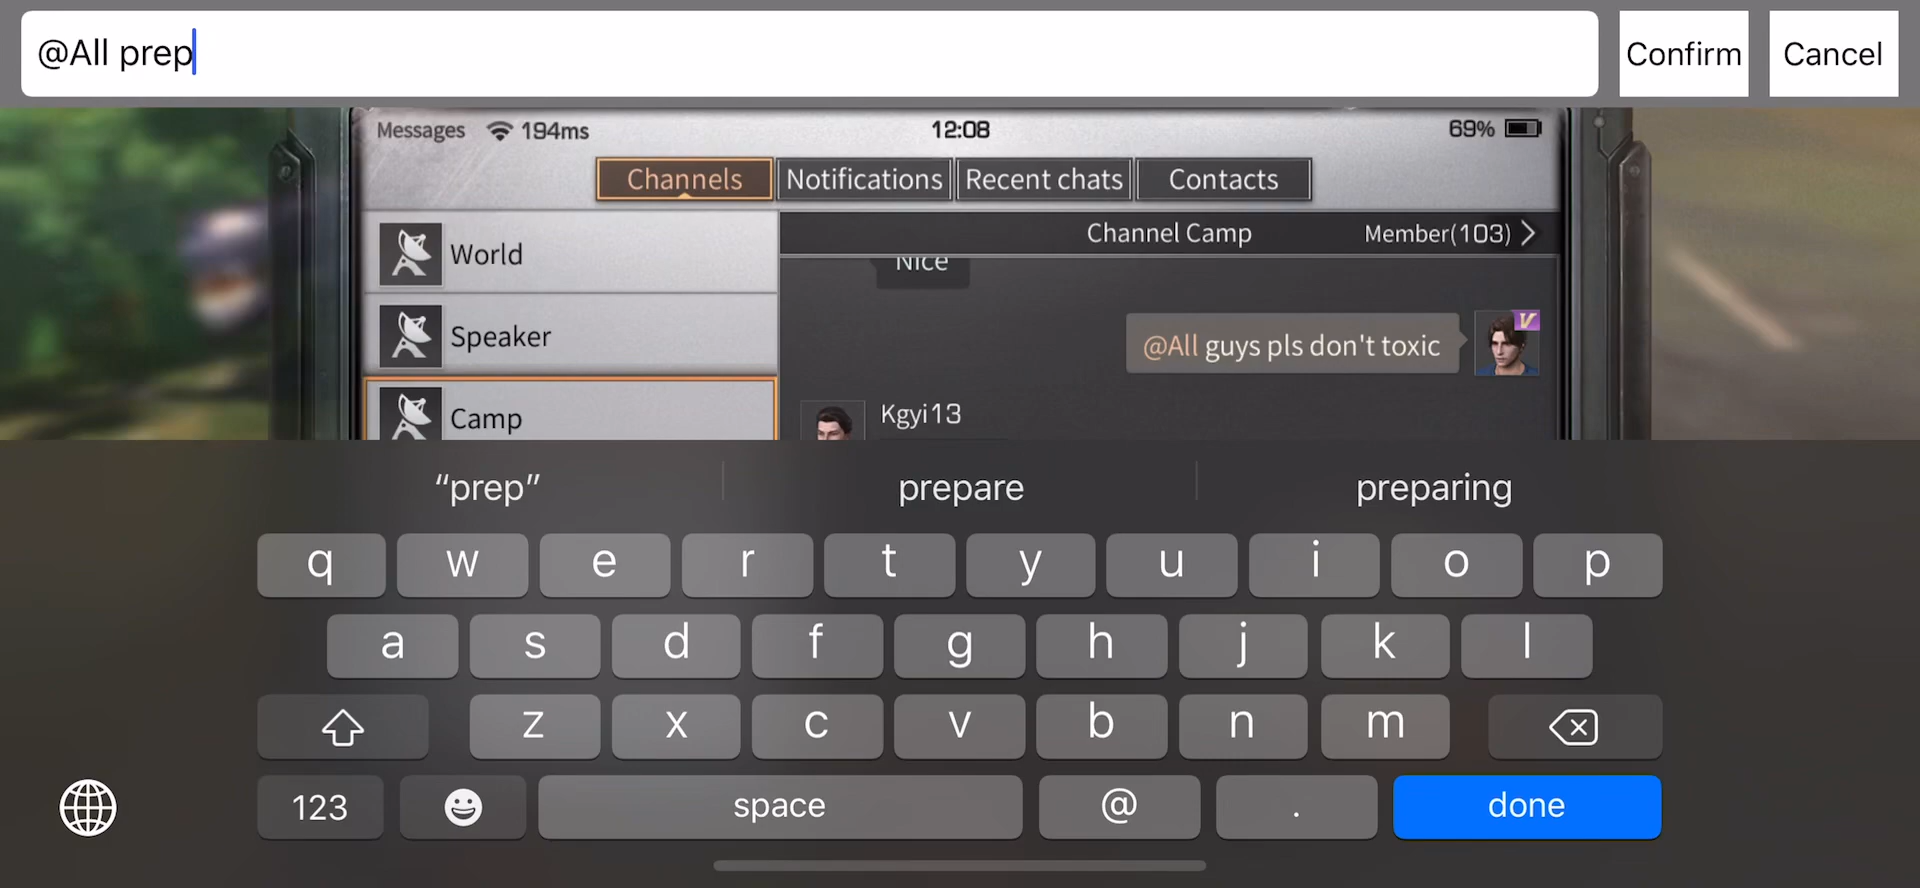 @All prep
Confirm
Cancel
Messages 194ms
12:08
69%
Channels
Notifications
Recent chats
Contacts
World
Speaker
Camp
Channel Camp
Member(103)
Nice
@All guys pls don't toxic
V
Kgyi13
“prep”
prepare
preparing
q w e r t y u i o p
a s d f g h j k l
z x c v b n m
123
space
@
.
done